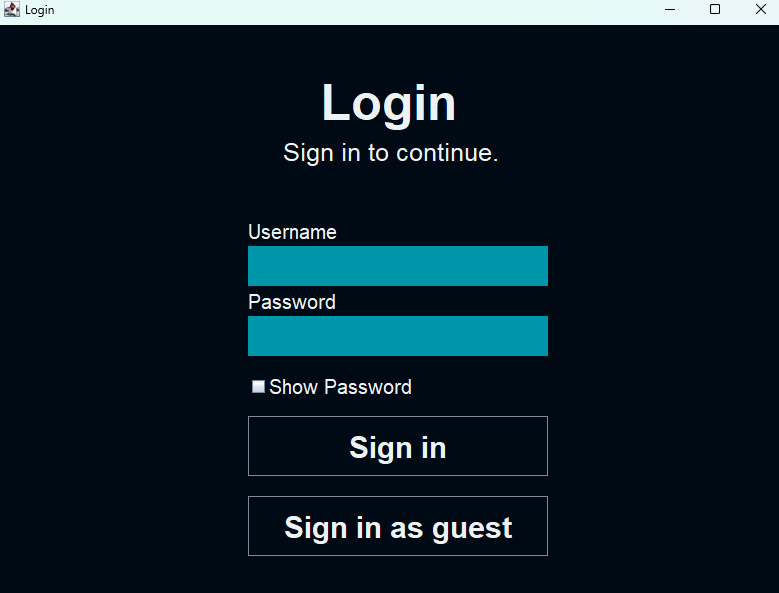 Login
Login
Sign in to continue.
Username
Password
Show Password
Sign in
Sign in as guest